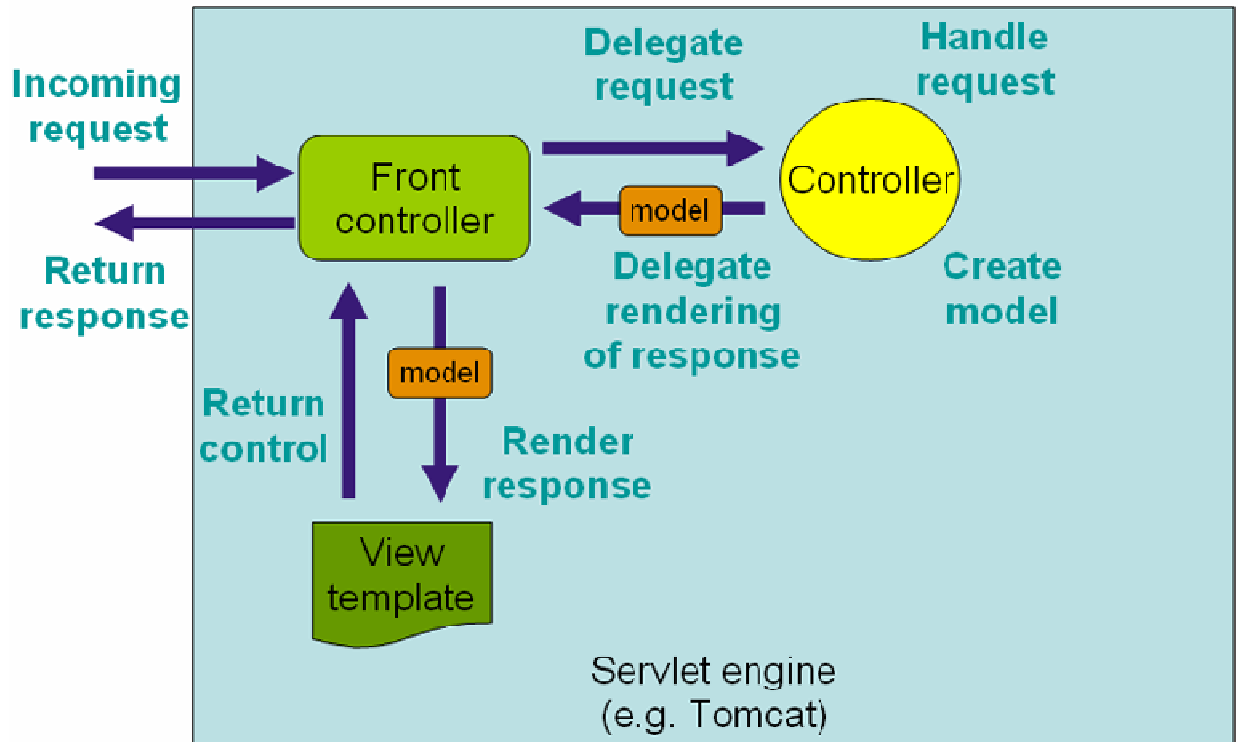 Incoming
request
Return
response
Front
controller
Delegate
request
Handle
request
Controller
model
Delegate
rendering
of response
Create
model
Return
control
model
Render
response
View
template
Servlet engine
(e.g. Tomcat)